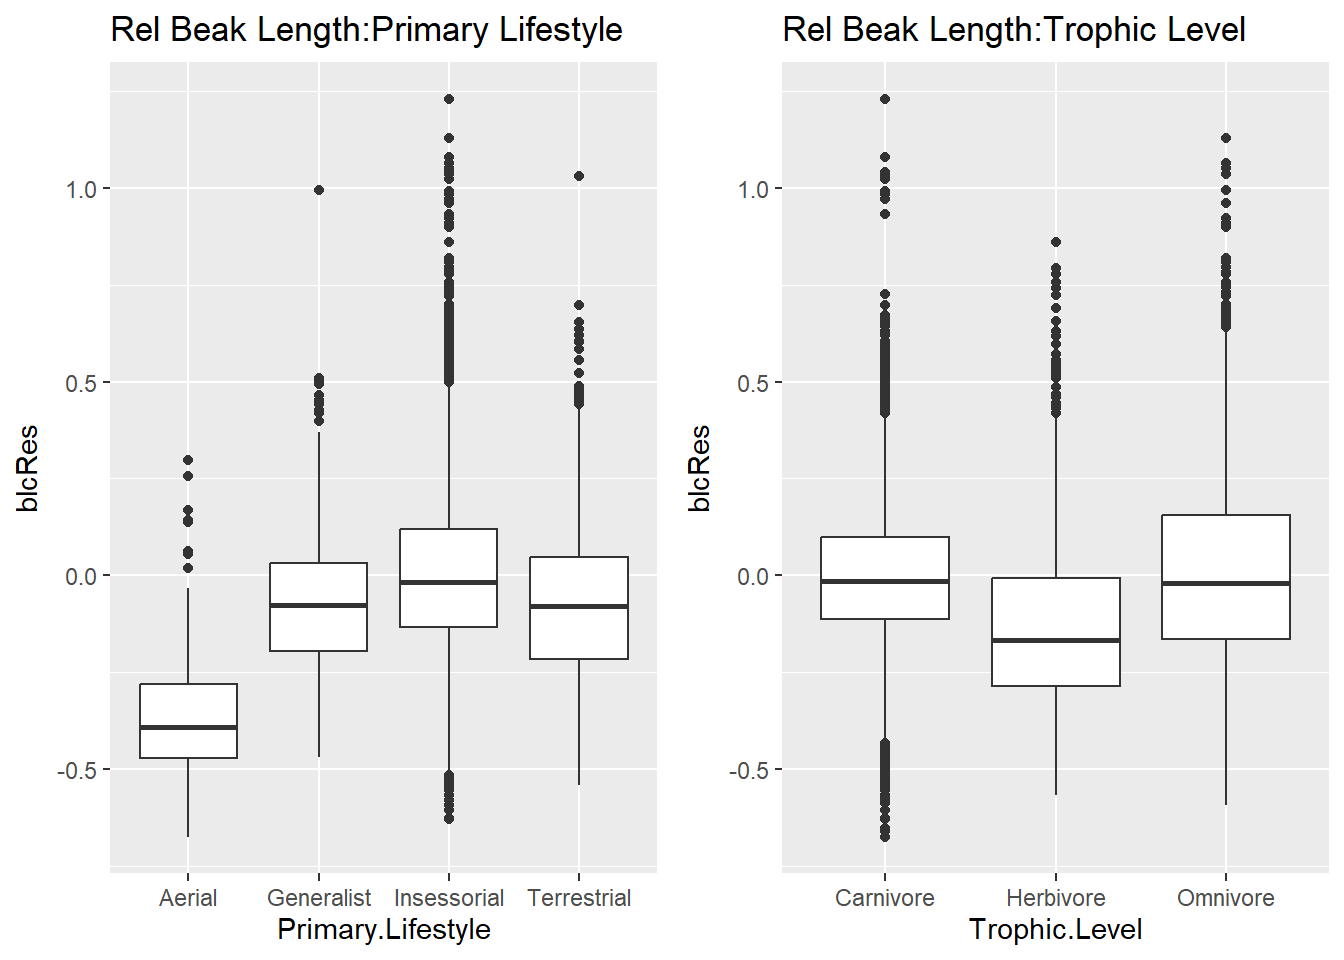 Rel Beak Length:Primary Lifestyle
1.0
0.5
0.0
-0.5
blcRes
Aerial Generalist Insessorial Terrestrial
Primary.Lifestyle
Rel Beak Length:Trophic Level
1.0
0.5
0.0
-0.5
blcRes
Carnivore Herbivore Omnivore
Trophic.Level